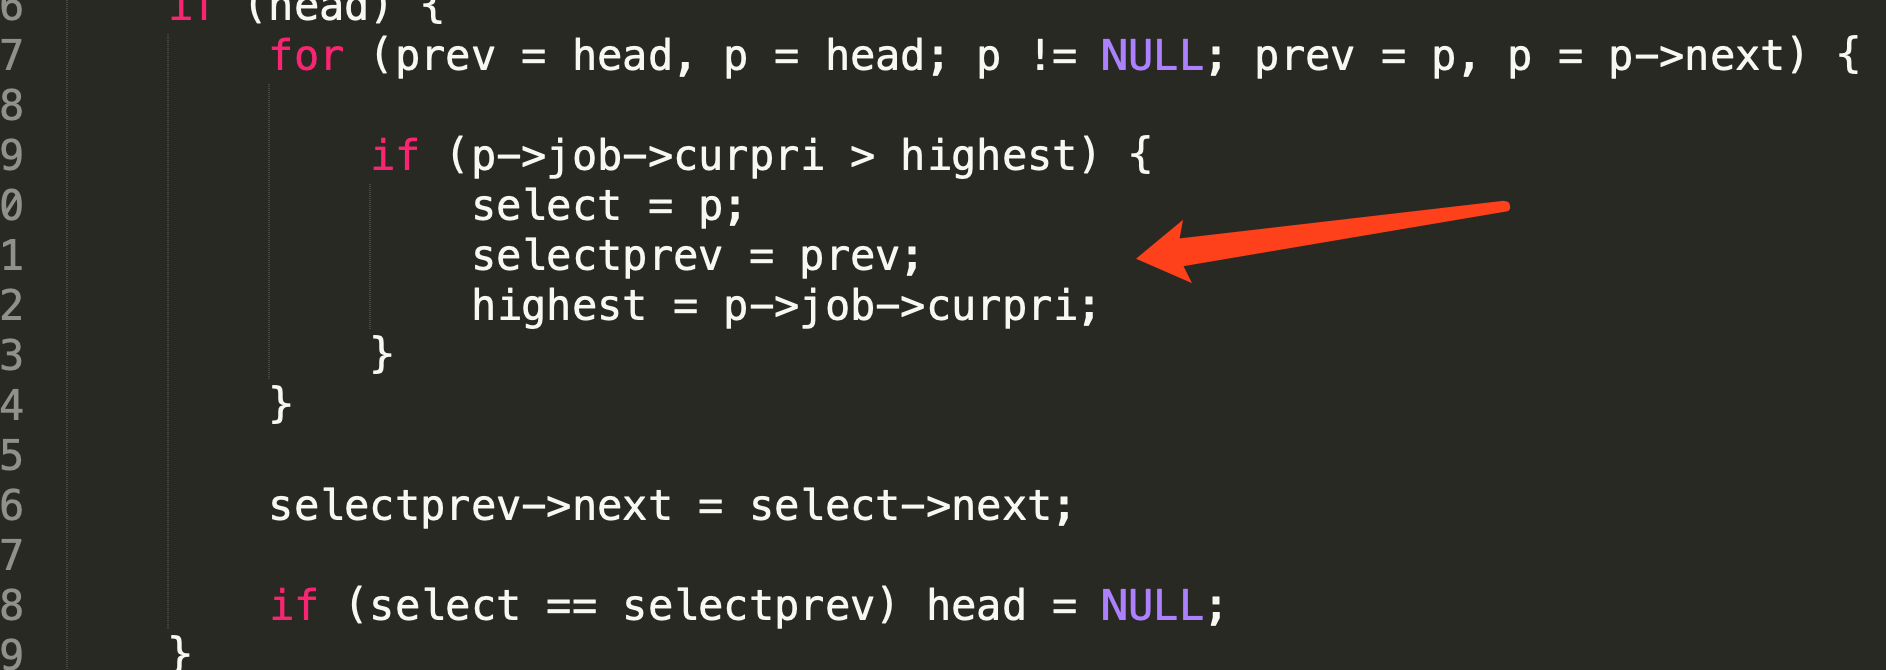 6 if (head) {
7 for (prev = head, p = head; p != NULL; prev = p, p = p->next) {
8
9 if (p->job->curpri > highest) {
0 select = p;
1 selectprev = prev;
2 highest = p->job->curpri;
3 }
4 }
5
6 selectprev->next = select->next;
7
8 if (select == selectprev) head = NULL;
9 }